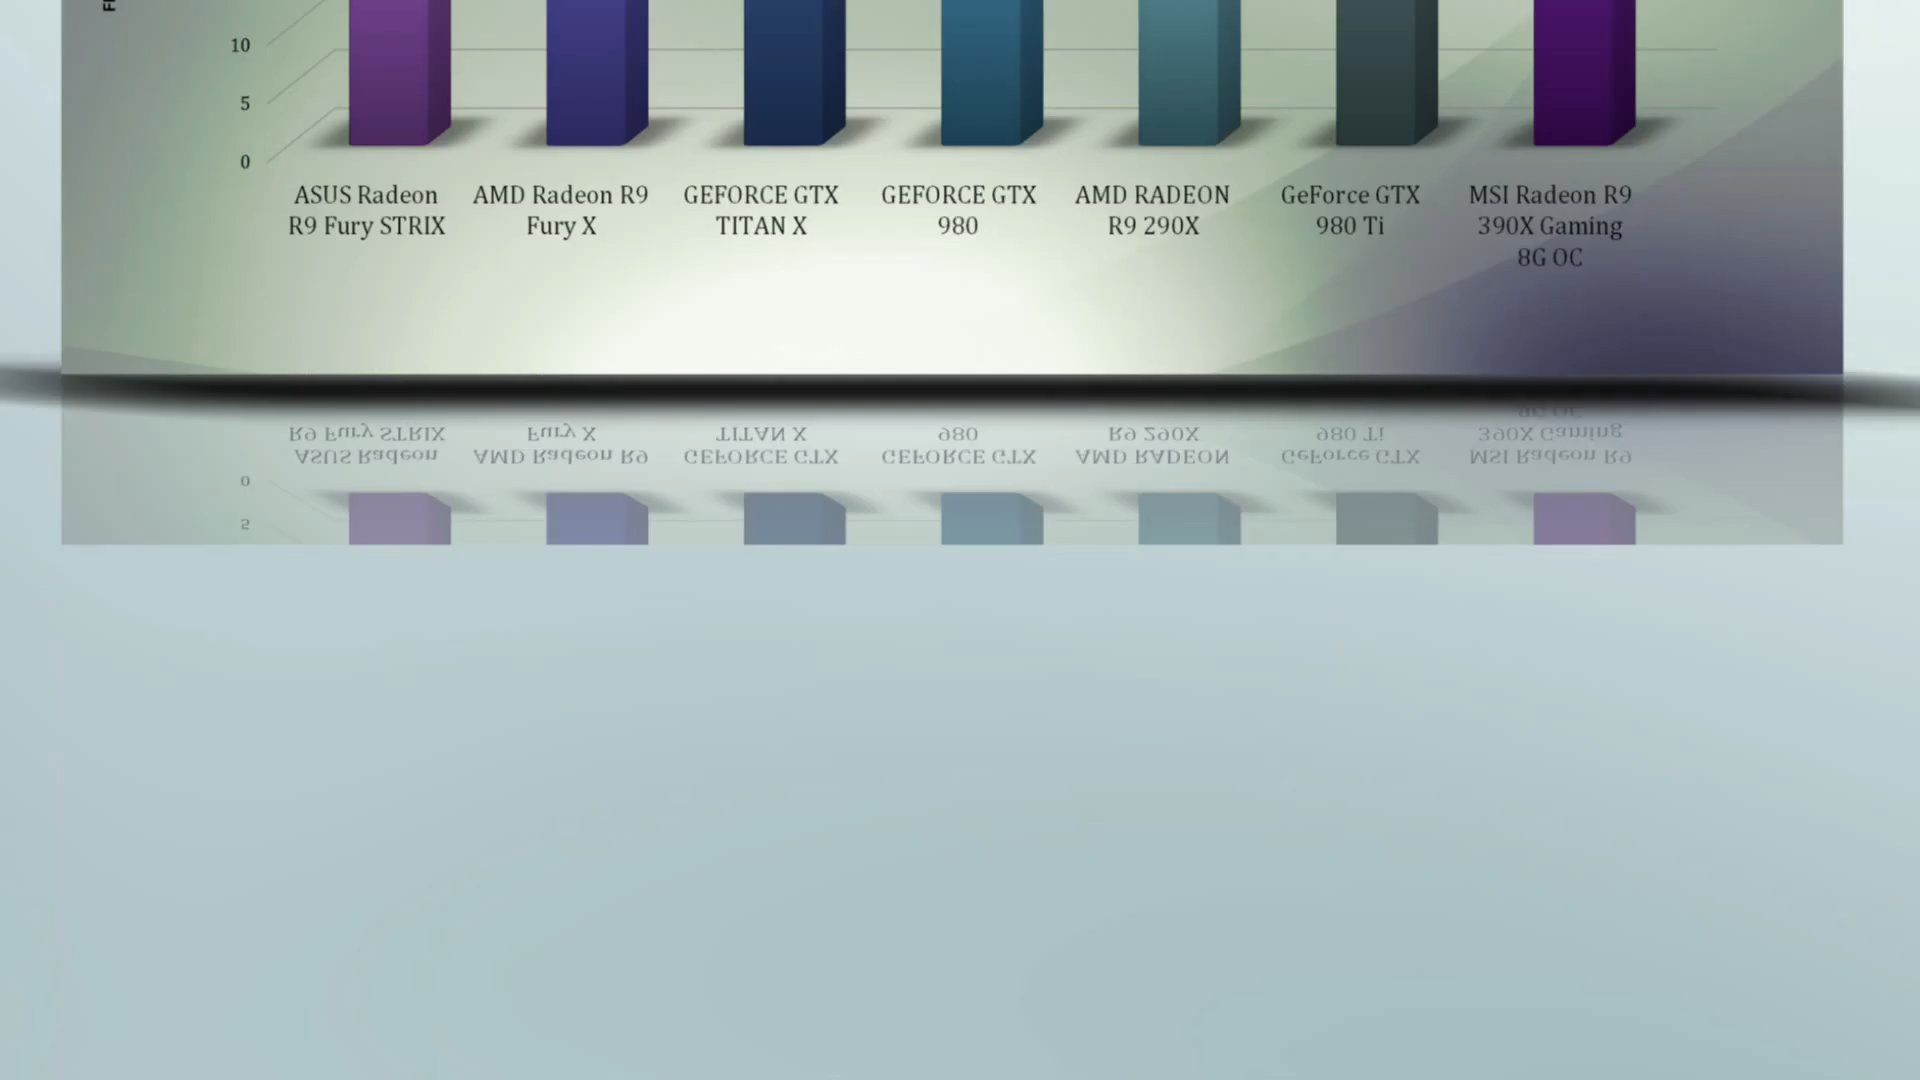 10
5
0
ASUS Radeon
R9 Fury STRIX
AMD Radeon R9
Fury X
GEFORCE GTX
TITAN X
GEFORCE GTX
980
AMD RADEON
R9 290X
GeForce GTX
980 Ti
MSI Radeon R9
390X Gaming
8G OC